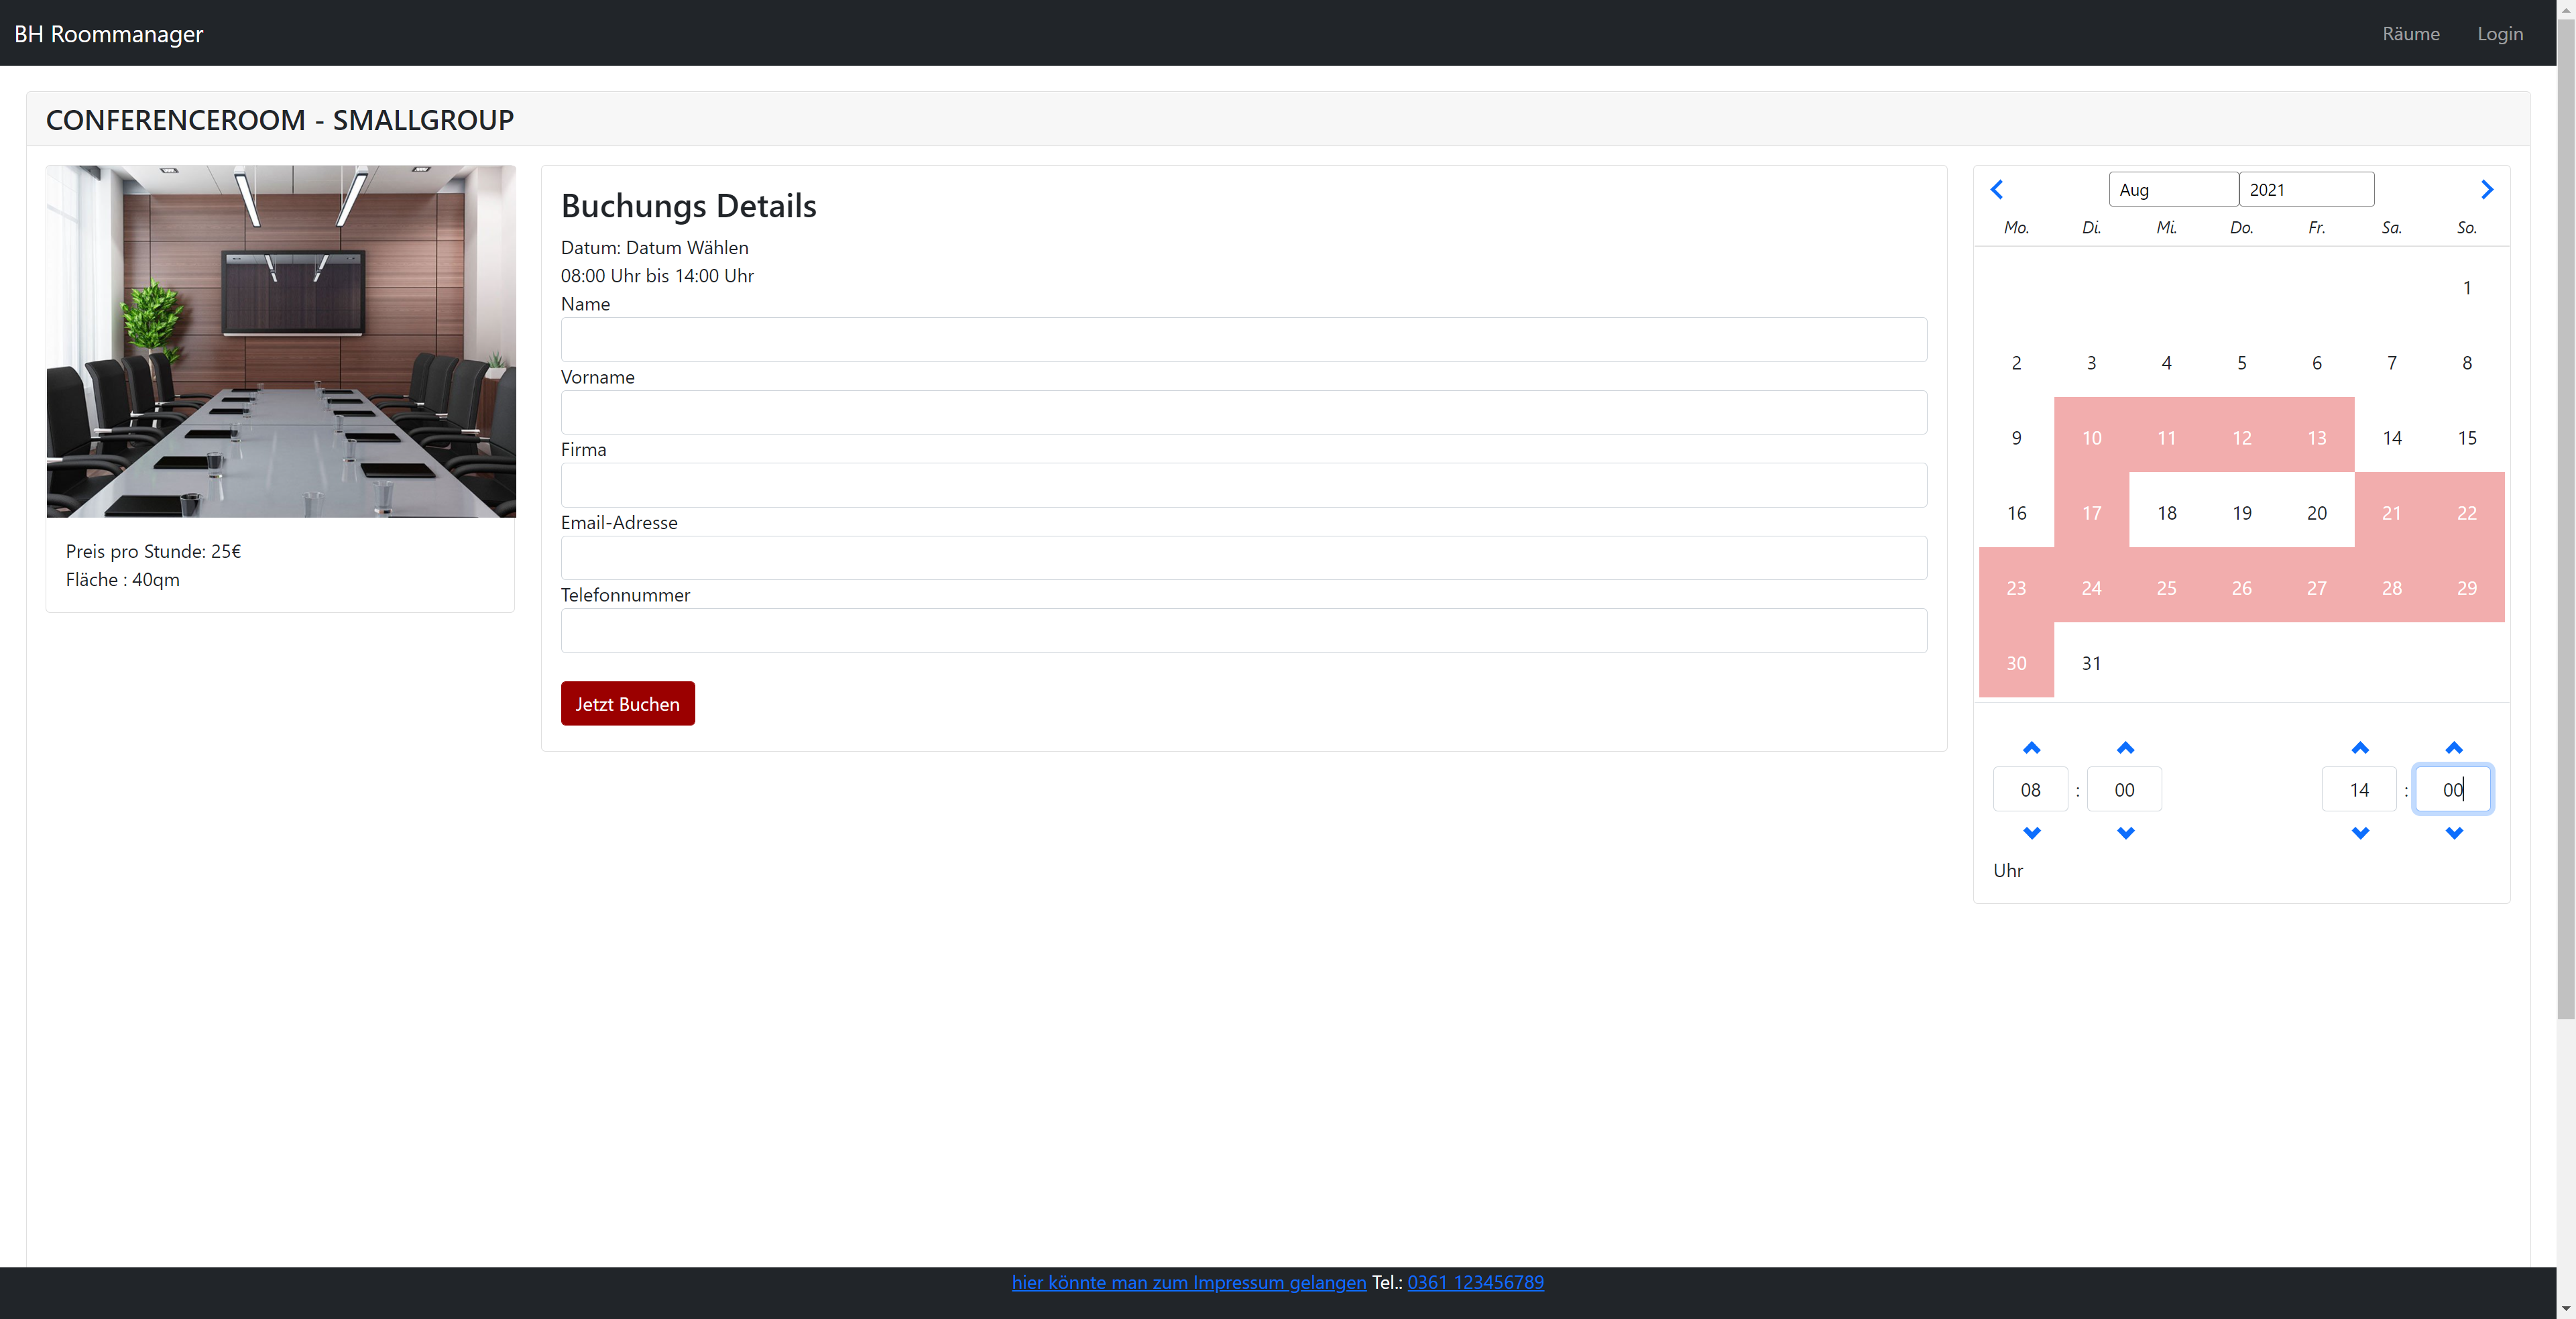 BH Roommanager
Räume Login
CONFERENCEROOM - SMALLGROUP
Preis pro Stunde: 25€
Fläche : 40qm
Buchungs Details
Datum: Datum Wählen
08:00 Uhr bis 14:00 Uhr
Name
Vorname
Firma
Email-Adresse
Telefonnummer
Jetzt Buchen
Aug 2021
Mo. Di. Mi. Do. Fr. Sa. So.
1
2 3 4 5 6 7 8
9 10 11 12 13 14 15
16 17 18 19 20 21 22
23 24 25 26 27 28 29
30 31
08 : 00 14 : 00
Uhr
hier könnte man zum Impressum gelangen Tel.: 0361 123456789